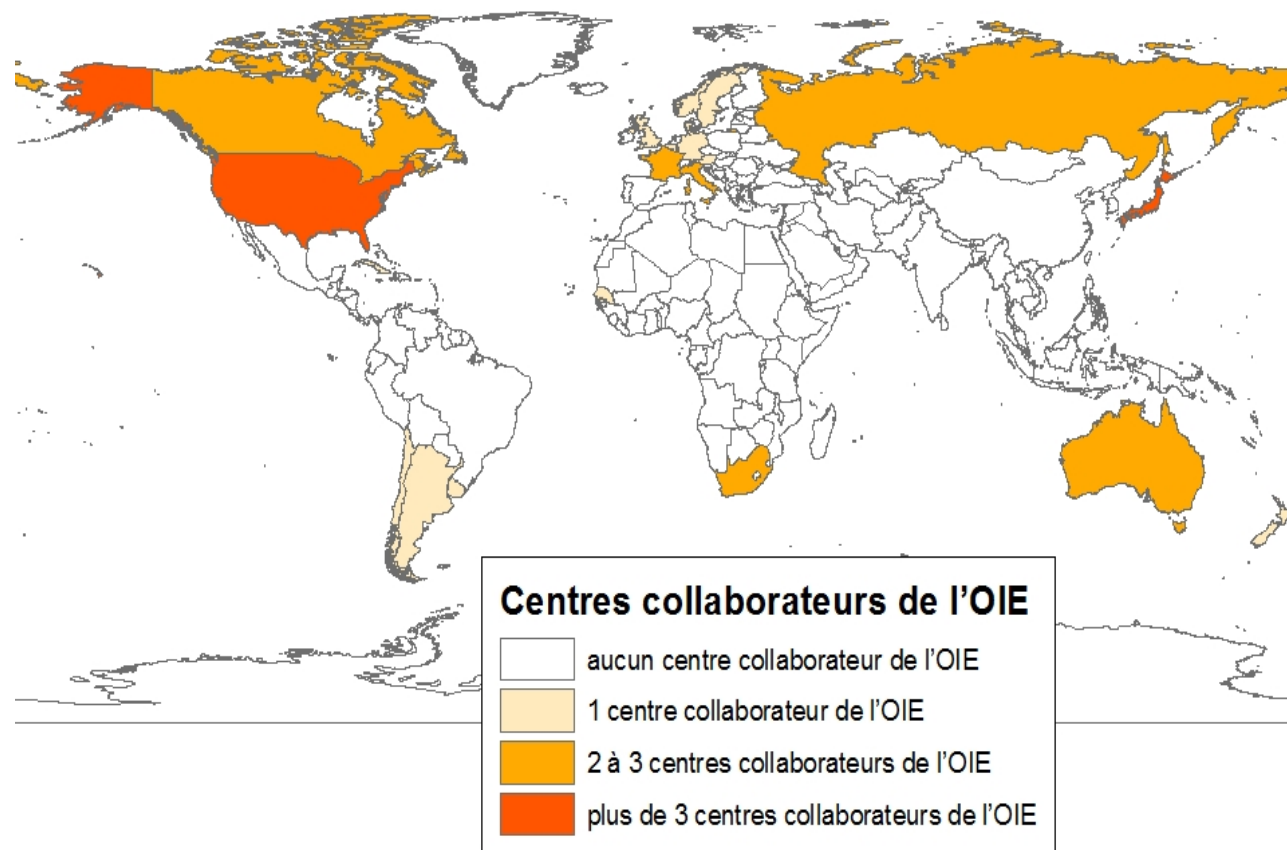 Centres collaborateurs de l'OIE
aucun centre collaborateur de l'OIE
1 centre collaborateur de l'OIE
2 à 3 centres collaborateurs de l'OIE
plus de 3 centres collaborateurs de l'OIE